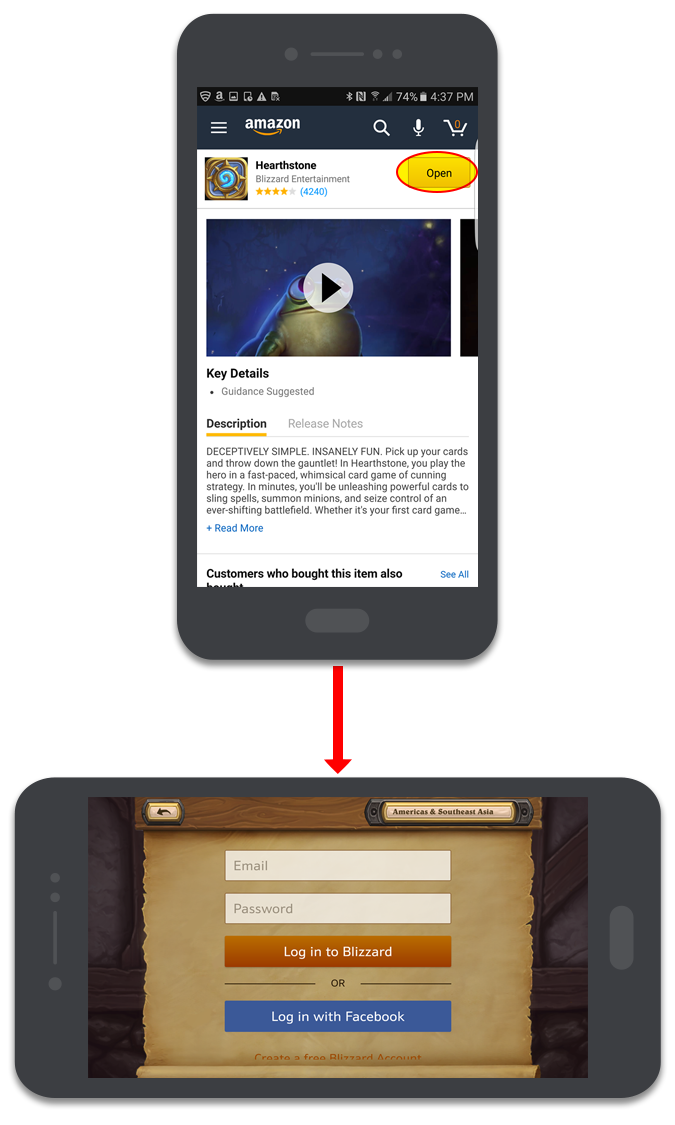 74% 4:37 PM
amazon
0
Hearthstone
Blizzard Entertainment
(4240)
Open
Key Details
• Guidance Suggested
Description Release Notes
DECEPTIVELY SIMPLE. INSANELY FUN. Pick up your cards
and throw down the gauntlet! In Hearthstone, you play the
hero in a fast-paced, whimsical card game of cunning
strategy. In minutes, you'll be unleashing powerful cards to
sling spells, summon minions, and seize control of an
ever-shifting battlefield. Whether it's your first card game...
+ Read More
Customers who bought this item also
bought
See All
Americas & Southeast Asia
Email
Password
Log in to Blizzard
OR
Log in with Facebook
Create a free Blizzard Account